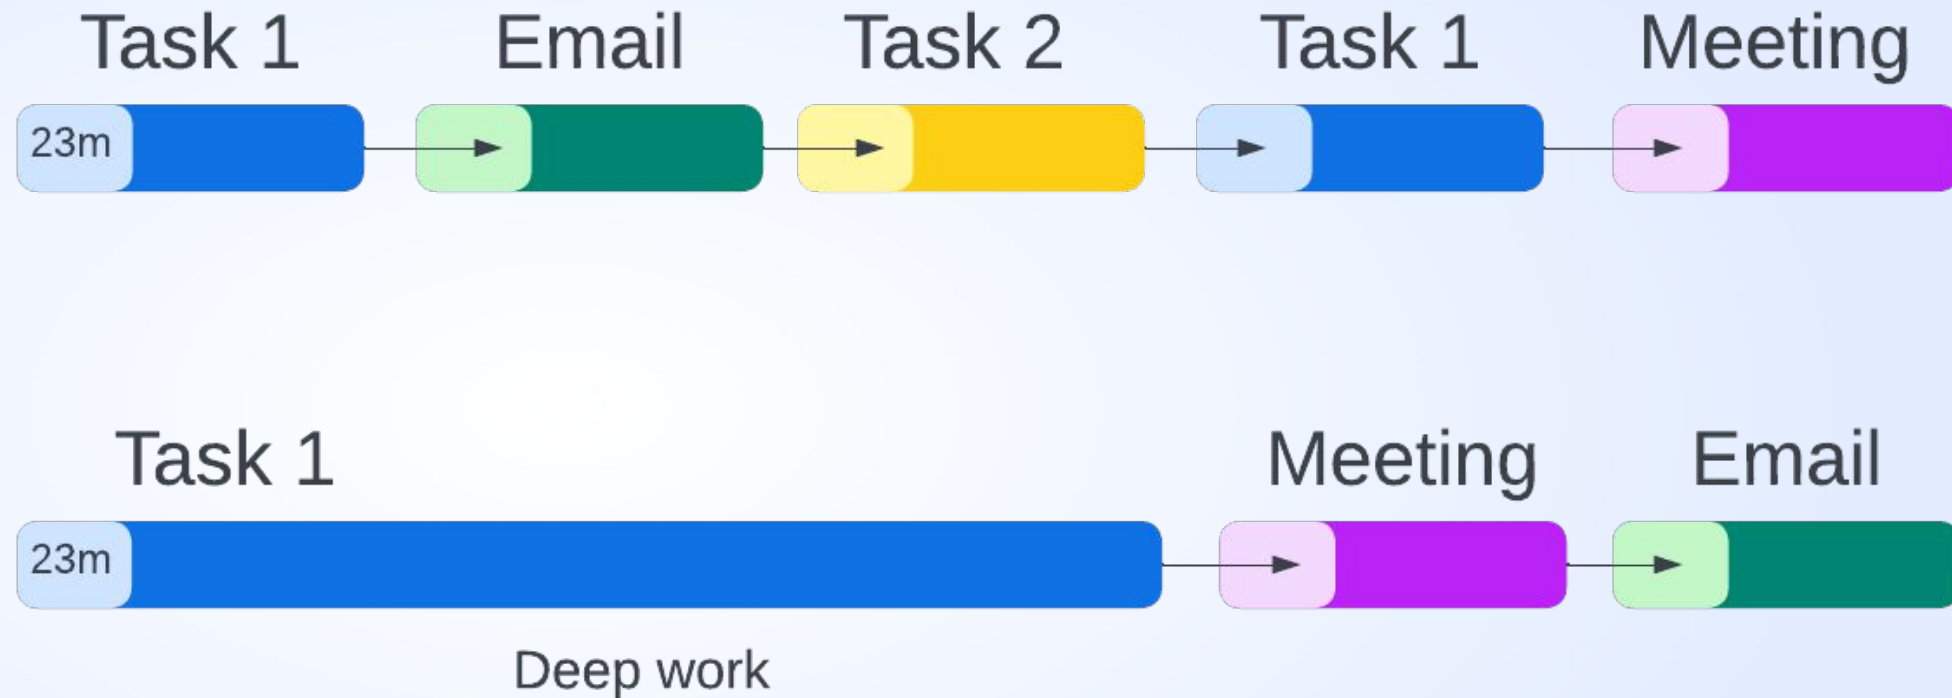 Task 1 Email Task 2 Task 1 Meeting
23m
Task 1 Meeting Email
23m
Deep work